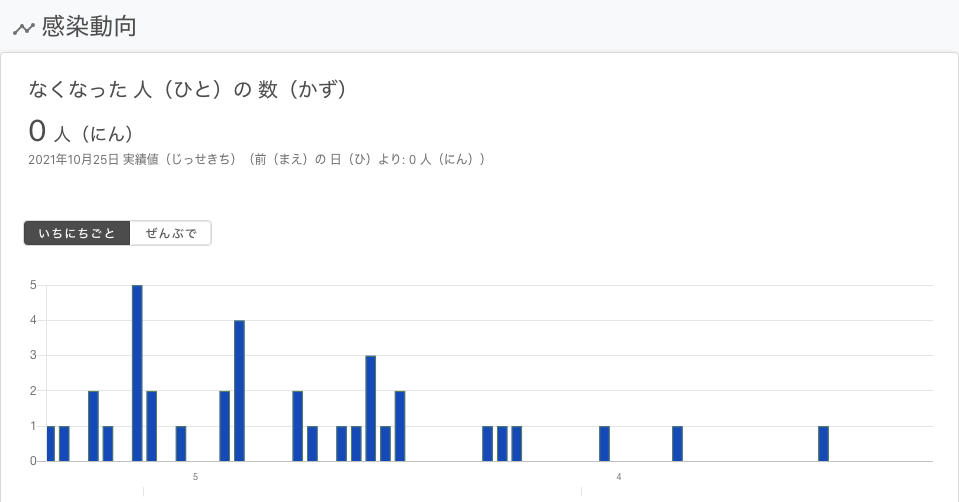 感染動向
なくなった 人（ひと）の 数（かず）
0 人（にん）
2021年10月25日 実績値（じっせきち）（前（まえ）の 日（ひ）より: 0 人（にん））
いちにちごと ぜんぶで
5
4
3
2
1
0
5 4